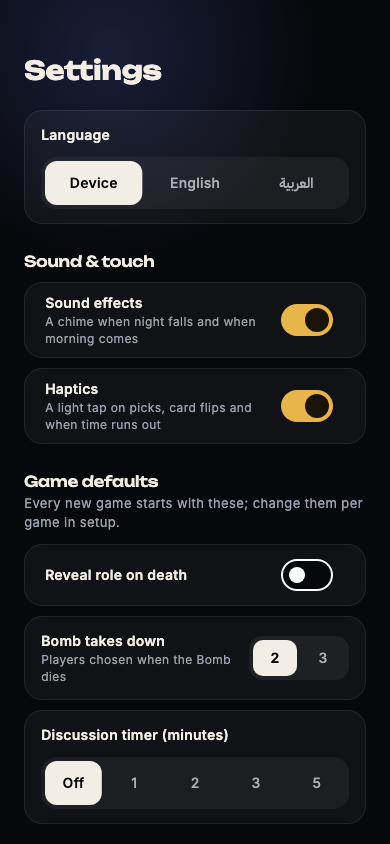 Settings
Language
Device
English
العربية
Sound & touch
Sound effects
A chime when night falls and when
morning comes
Haptics
A light tap on picks, card flips and
when time runs out
Game defaults
Every new game starts with these; change them per
game in setup.
Reveal role on death
Bomb takes down
Players chosen when the Bomb
dies
2
3
Discussion timer (minutes)
Off
1
2
3
5